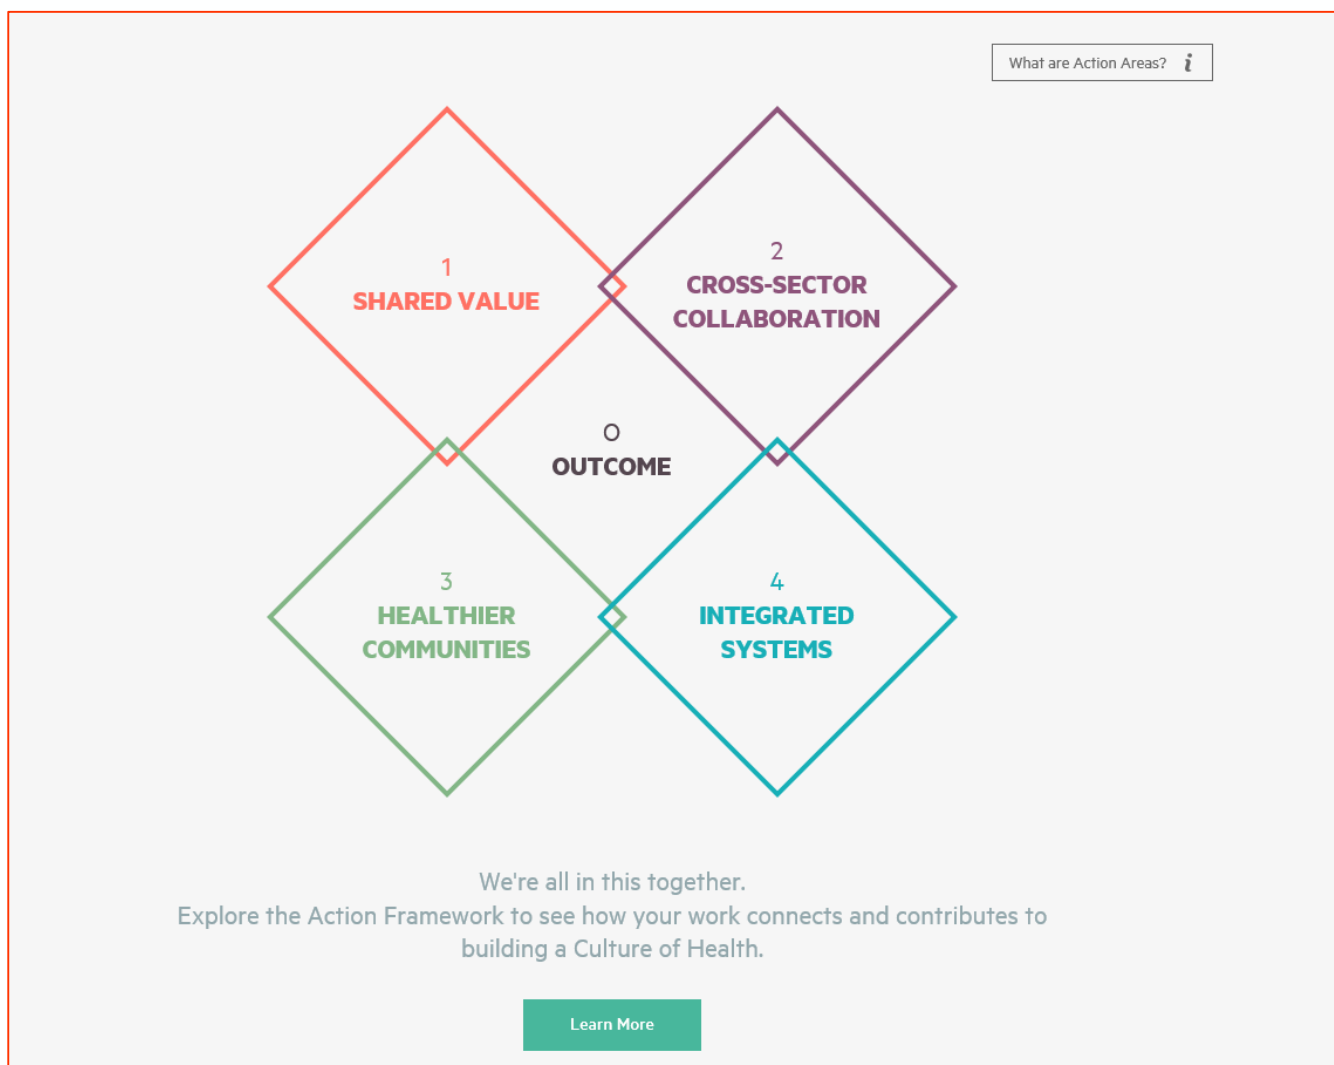 What are Action Areas? i
1
SHARED VALUE
2
CROSS-SECTOR
COLLABORATION
O
OUTCOME
3
HEALTHIER
COMMUNITIES
4
INTEGRATED
SYSTEMS
We're all in this together.
Explore the Action Framework to see how your work connects and contributes to
building a Culture of Health.
Learn More